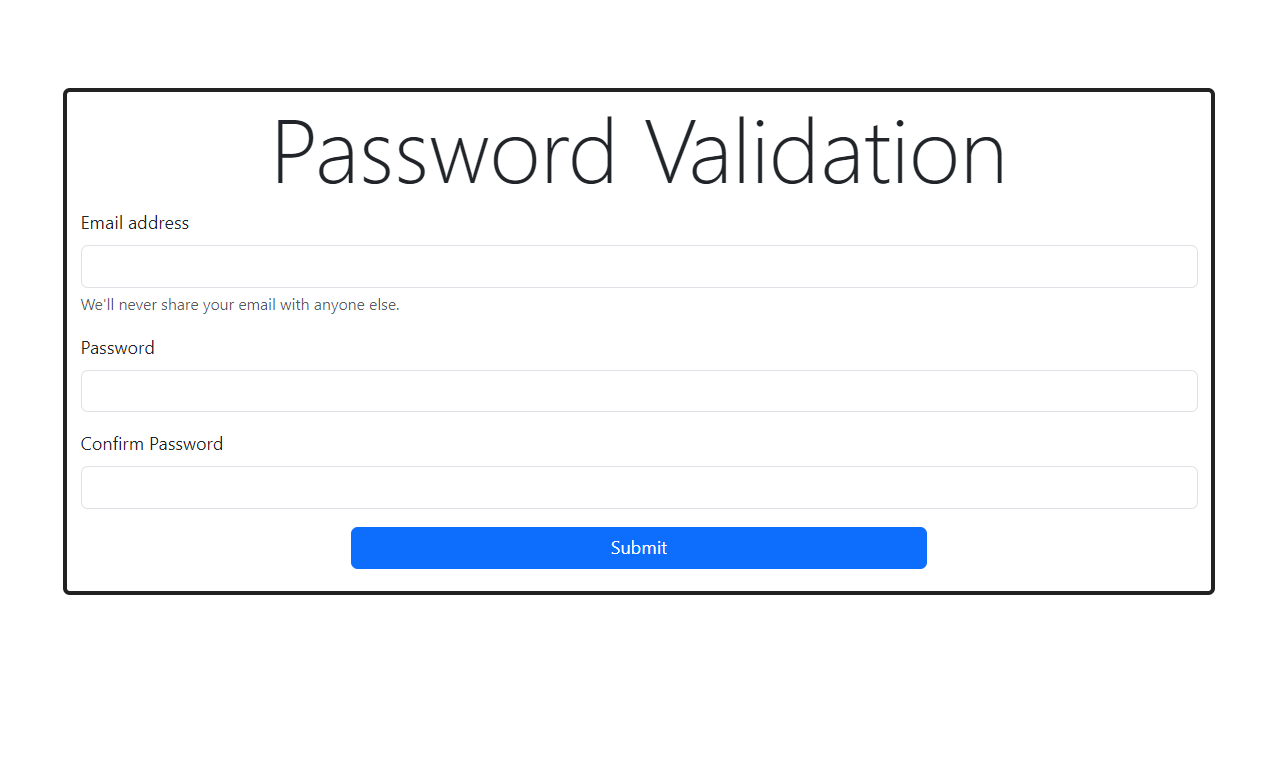 Password Validation
Email address
We'll never share your email with anyone else.
Password
Confirm Password
Submit